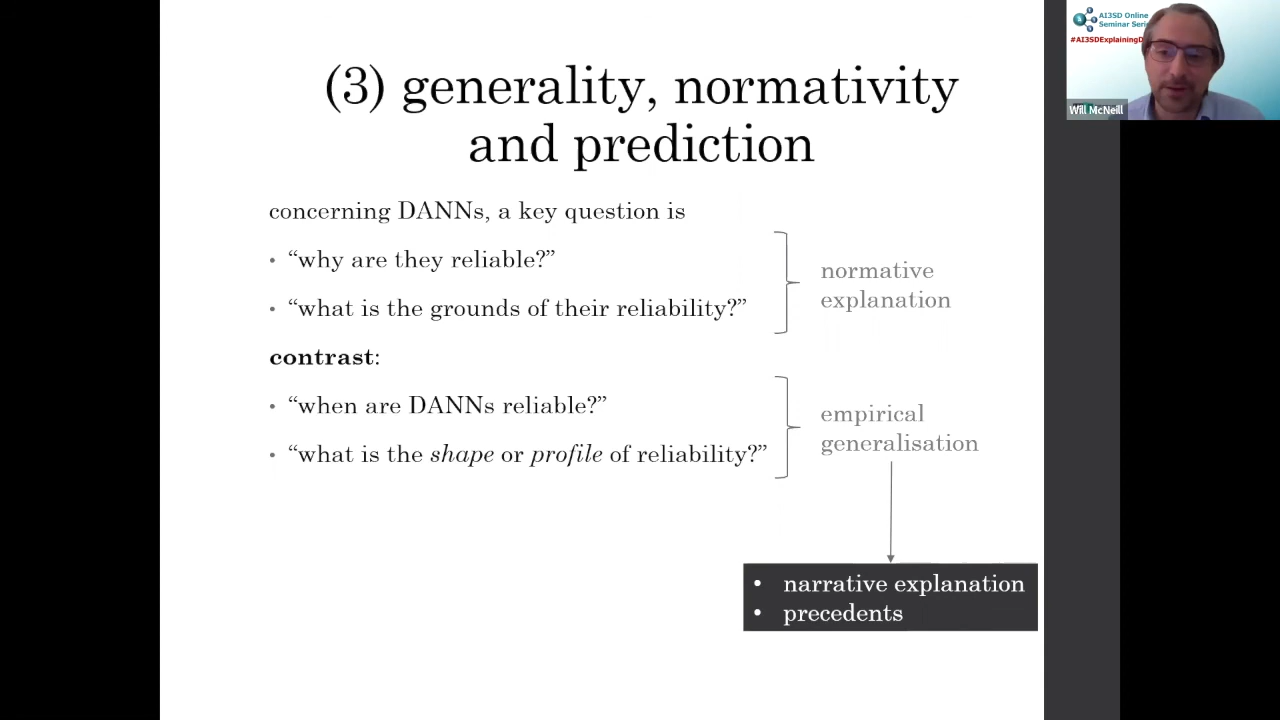 (3) generality, normativity
and prediction
concerning DANNs, a key question is
• “why are they reliable?”
• “what is the grounds of their reliability?”
normative
explanation
contrast:
• “when are DANNs reliable?”
• “what is the shape or profile of reliability?”
empirical
generalisation
• narrative explanation
• precedents
AI3SD Online
Seminar
Will McNeill